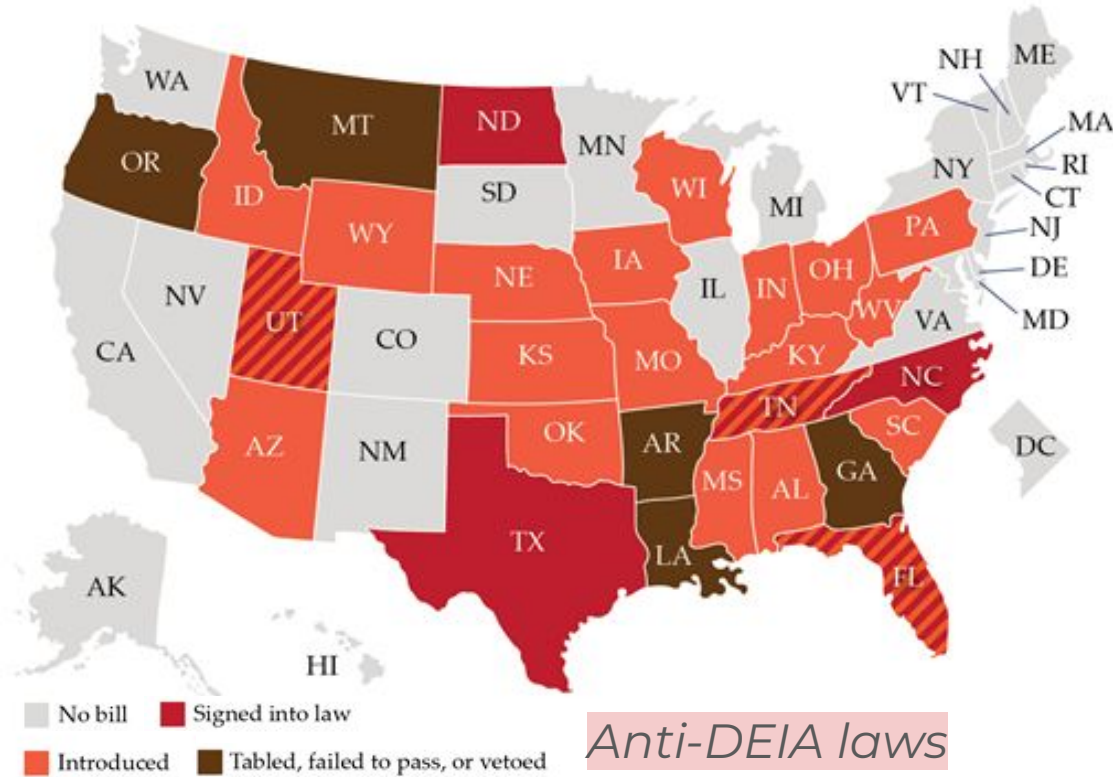 NH
ME
WA
VT
MT
ND
MA
MN
OR
RI
NY
SD
WI
ID
CT
MI
WY
PA
NJ
IA
OH
NE
DE
IL
IN
NV
WV
UT
VA
MD
CO
CA
KS
MO
KY
NC
TN
OK
SC
AZ
AR
NM
DC
GA
MS
AL
TX
LA
FL
AK
HI
No bill
Signed into law
Introduced
Tabled, failed to pass, or vetoed
Anti-DEIA laws